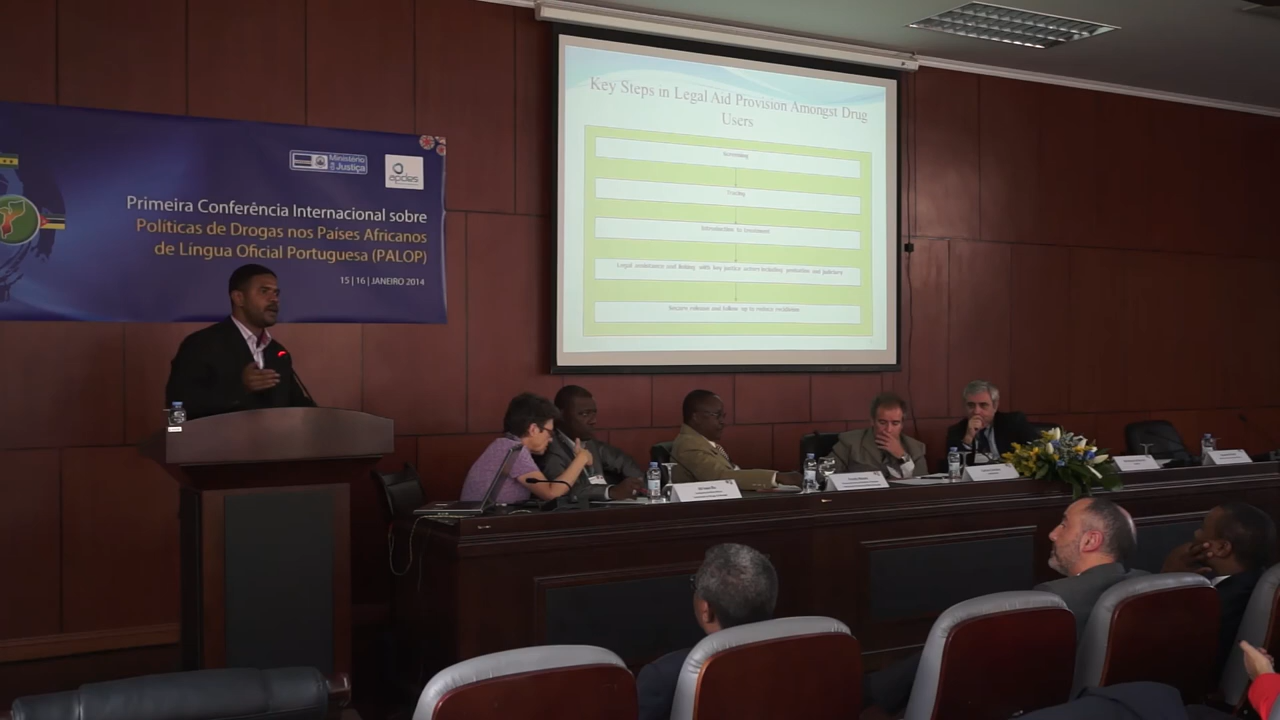 Ministério
da Justiça
apdes
Primeira Conferência Internacional sobre
Políticas de Drogas nos Países Africanos
de Língua Oficial Portuguesa (PALOP)
15 | 16 | JANEIRO 2014
Key Steps in Legal Aid Provision Amongst Drug
Users
Screening
Tracing
Introduction to treatment
Legal assistance and linking with key justice actors including probation and judiciary
Secure release and follow up to reduce recidivism